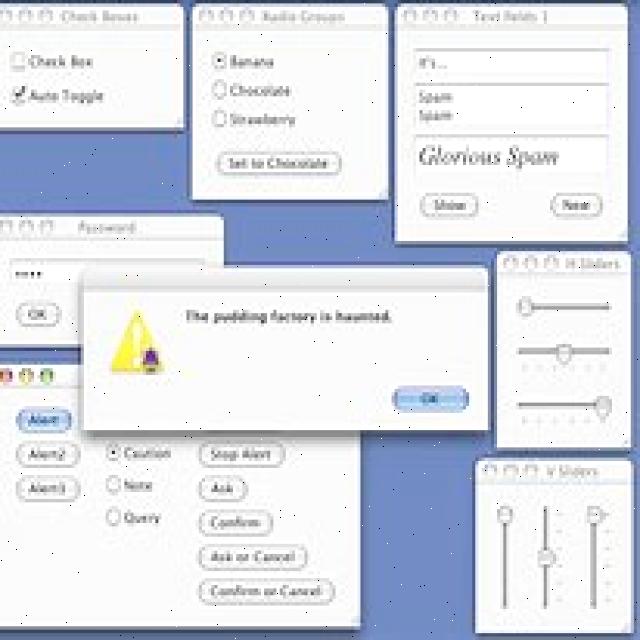 Check Boxes
Check Box
Auto Toggle
Radio Groups
Banana
Chocolate
Strawberry
Set to Chocolate
Text Fields 1
It's...
Spam
Spam
Glorious Spam
Show
New
Password
OK
The pudding factory is haunted.
OK
H Sliders
Alert
Alert2
Alert3
Caution
Note
Query
Stop Alert
Ask
Confirm
Ask or Cancel
Confirm or Cancel
V Sliders